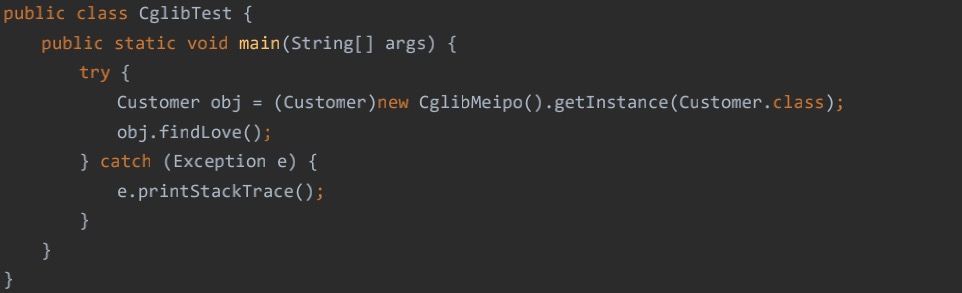 public class CglibTest {
    public static void main(String[] args) {
        try {
            Customer obj = (Customer)new CglibMeipo().getInstance(Customer.class);
            obj.findLove();
        } catch (Exception e) {
            e.printStackTrace();
        }
    }
}